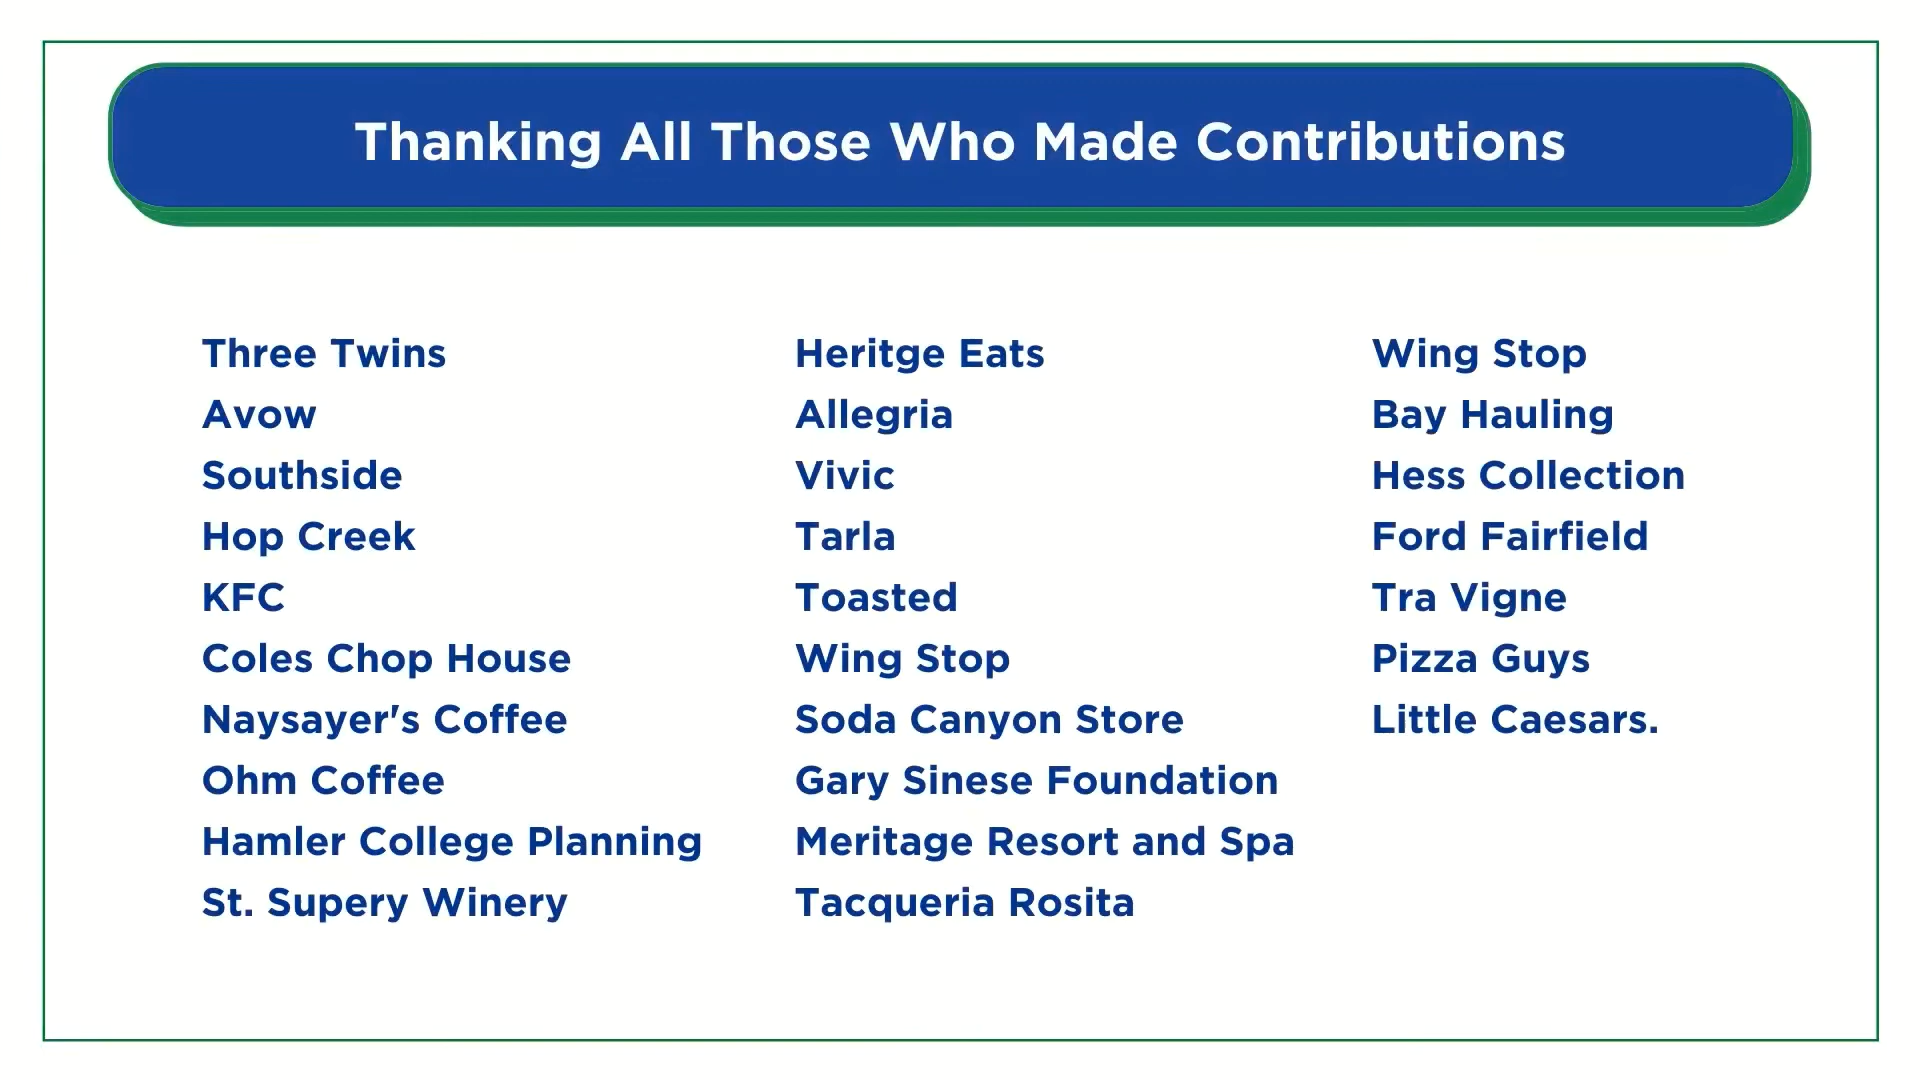 Thanking All Those Who Made Contributions
Three Twins
Avow
Southside
Hop Creek
KFC
Coles Chop House
Naysayer's Coffee
Ohm Coffee
Hamler College Planning
St. Supery Winery
Heritge Eats
Allegria
Vivic
Tarla
Toasted
Wing Stop
Soda Canyon Store
Gary Sinese Foundation
Meritage Resort and Spa
Tacqueria Rosita
Wing Stop
Bay Hauling
Hess Collection
Ford Fairfield
Tra Vigne
Pizza Guys
Little Caesars.